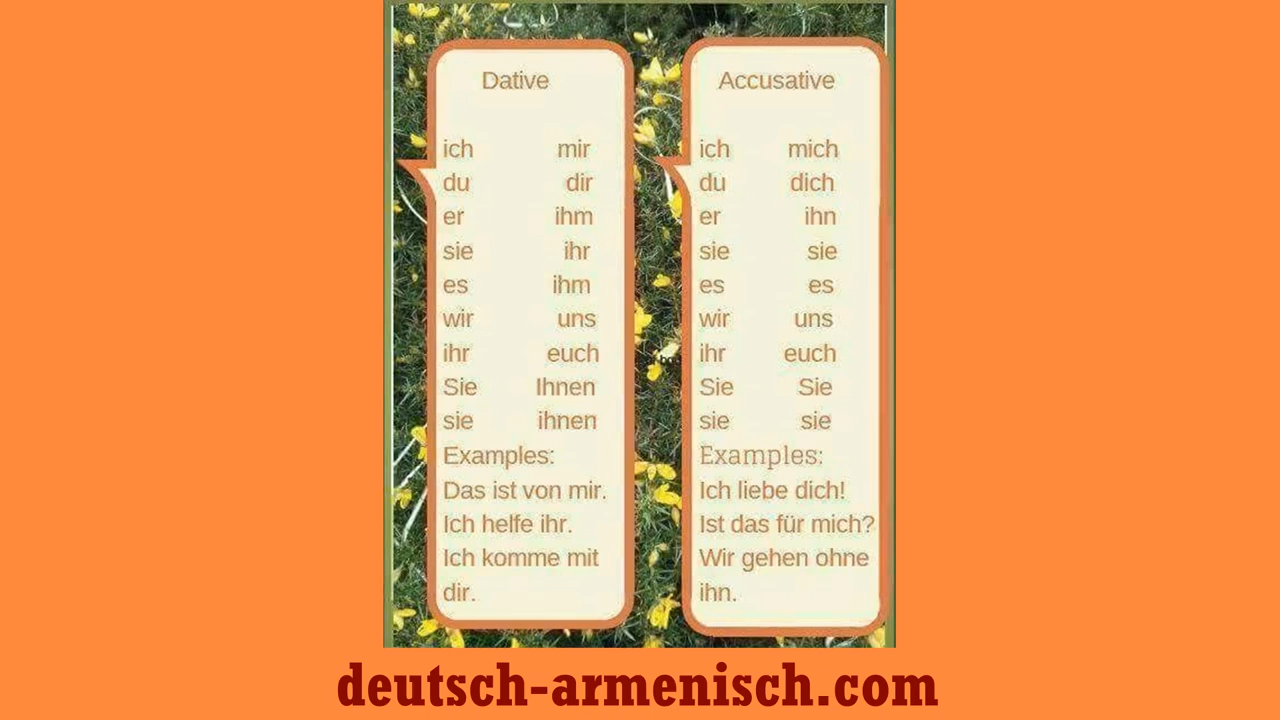 Dative
ich mir
du dir
er ihm
sie ihr
es ihm
wir uns
ihr euch
Sie Ihnen
sie ihnen
Examples:
Das ist von mir.
Ich helfe ihr.
Ich komme mit
dir.
Accusative
ich mich
du dich
er ihn
sie sie
es es
wir uns
ihr euch
Sie Sie
sie sie
Examples:
Ich liebe dich!
Ist das für mich?
Wir gehen ohne
ihn.
deutsch-armenisch.com